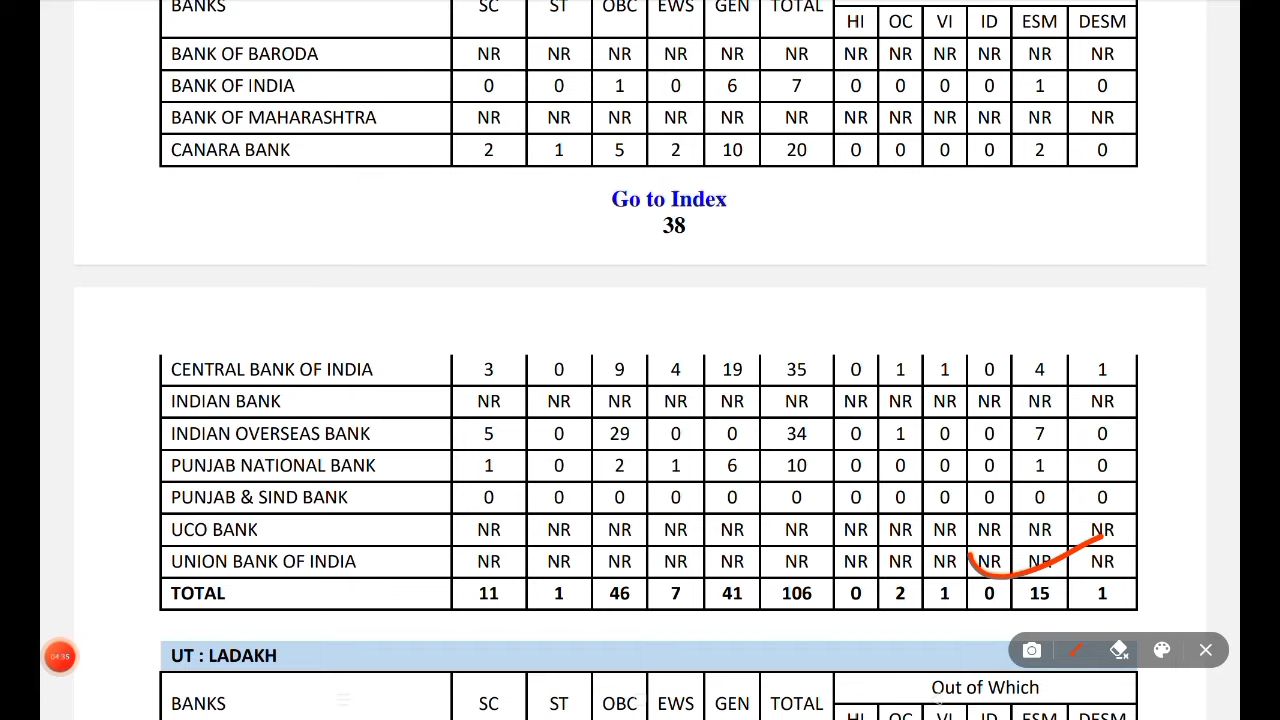 BANKS SC ST OBC EWS GEN TOTAL
HI OC VI ID ESM DESM
BANK OF BARODA NR NR NR NR NR NR NR NR NR NR NR NR
BANK OF INDIA 0 0 1 0 6 7 0 0 0 0 1 0
BANK OF MAHARASHTRA NR NR NR NR NR NR NR NR NR NR NR NR
CANARA BANK 2 1 5 2 10 20 0 0 0 0 2 0
Go to Index
38
CENTRAL BANK OF INDIA 3 0 9 4 19 35 0 1 1 0 4 1
INDIAN BANK NR NR NR NR NR NR NR NR NR NR NR NR
INDIAN OVERSEAS BANK 5 0 29 0 0 34 0 1 0 0 7 0
PUNJAB NATIONAL BANK 1 0 2 1 6 10 0 0 0 0 1 0
PUNJAB & SIND BANK 0 0 0 0 0 0 0 0 0 0 0 0
UCO BANK NR NR NR NR NR NR NR NR NR NR NR NR
UNION BANK OF INDIA NR NR NR NR NR NR NR NR NR NR NR NR
TOTAL 11 1 46 7 41 106 0 2 1 0 15 1
04:35
UT : LADAKH
Out of Which
BANKS SC ST OBC EWS GEN TOTAL
HI OC VI ID ESM DESM